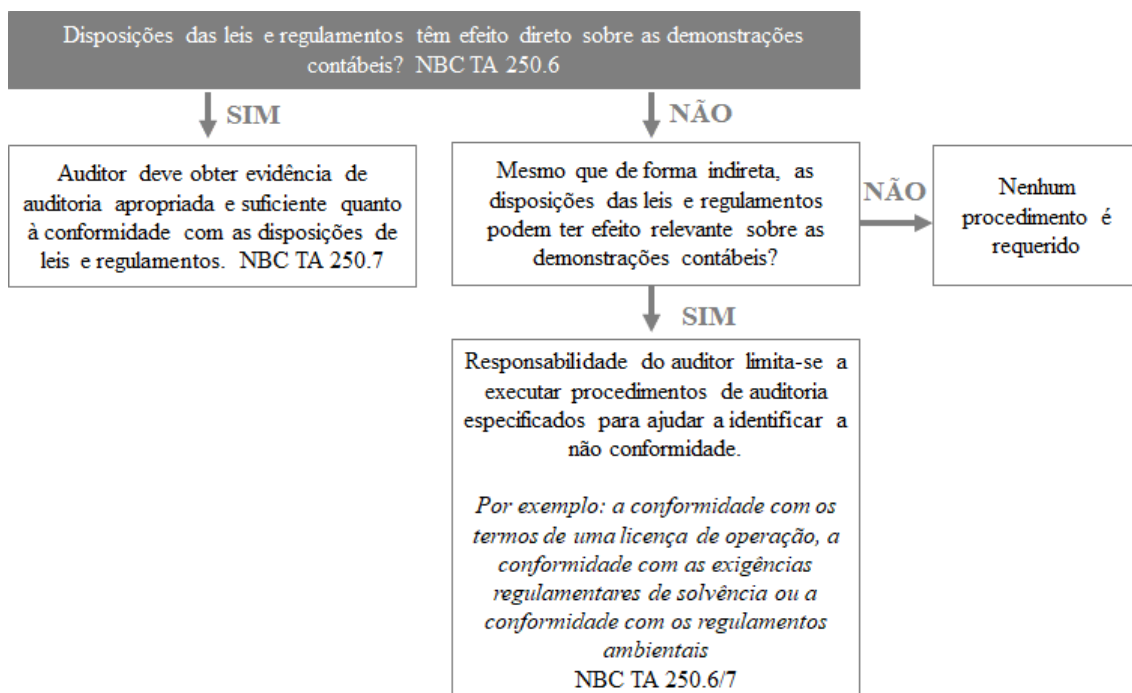 Disposições das leis e regulamentos têm efeito direto sobre as demonstrações
contábeis? NBC TA 250.6
SIM
NÃO
Auditor deve obter evidência de
auditoria apropriada e suficiente quanto
à conformidade com as disposições de
leis e regulamentos. NBC TA 250.7
Mesmo que de forma indireta, as
disposições das leis e regulamentos
podem ter efeito relevante sobre as
demonstrações contábeis?
NÃO
Nenhum
procedimento é
requerido
SIM
Responsabilidade do auditor limita-se a
executar procedimentos de auditoria
especificados para ajudar a identificar a
não conformidade.
Por exemplo: a conformidade com os
termos de uma licença de operação, a
conformidade com as exigências
regulamentares de solvência ou a
conformidade com os regulamentos
ambientais
NBC TA 250.6/7